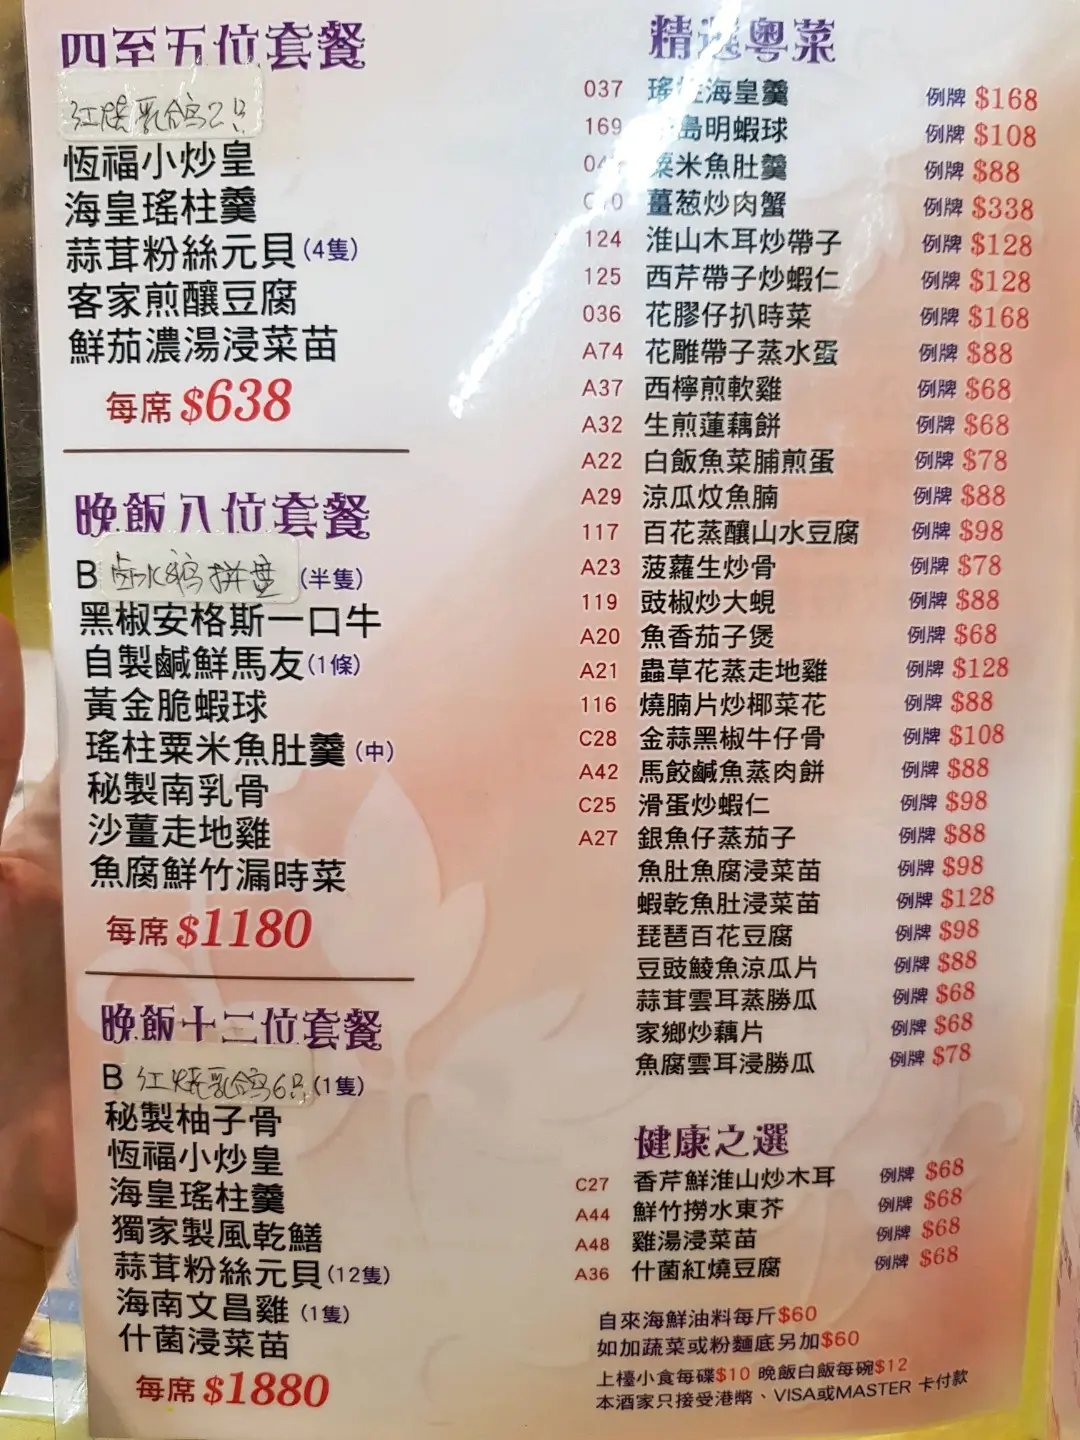 四至五位套餐
紅燒乳鴿2只
恆福小炒皇
海皇瑤柱羹
蒜茸粉絲元貝(4隻)
客家煎釀豆腐
鮮茄濃湯浸菜苗
每席$638
晚飯八位套餐
B 鹵水鵝拼盤(半隻)
黑椒安格斯一口牛
自製鹹鮮馬友(1條)
黃金脆蝦球
瑤柱粟米魚肚羹(中)
秘製南乳骨
沙薑走地雞
魚腐鮮竹漏時菜
每席$1180
晚飯十二位套餐
B 紅燒乳鴿6只(1隻)
秘製柚子骨
恆福小炒皇
海皇瑤柱羹
獨家製風乾鱔
蒜茸粉絲元貝(12隻)
海南文昌雞(1隻)
什菌浸菜苗
每席$1880
精選粵菜
037 瑤柱海皇羹 例牌 $168
169 島明蝦球 例牌 $108
粟米魚肚羹 例牌 $88
薑葱炒肉蟹 例牌 $338
124 淮山木耳炒帶子 例牌 $128
125 西芹帶子炒蝦仁 例牌 $128
036 花膠仔扒時菜 例牌 $168
A74 花雕帶子蒸水蛋 例牌 $88
A37 西檸煎軟雞 例牌 $68
A32 生煎蓮藕餅 例牌 $68
A22 白飯魚菜脯煎蛋 例牌 $78
A29 涼瓜炆魚腩 例牌 $88
117 百花蒸釀山水豆腐 例牌 $98
A23 菠蘿生炒骨 例牌 $78
119 豉椒炒大蜆 例牌 $88
A20 魚香茄子煲 例牌 $68
A21 蟲草花蒸走地雞 例牌 $128
116 燒腩片炒椰菜花 例牌 $88
C28 金蒜黑椒牛仔骨 例牌 $108
A42 馬餃鹹魚蒸肉餅 例牌 $88
C25 滑蛋炒蝦仁 例牌 $98
A27 銀魚仔蒸茄子 例牌 $88
魚肚魚腐浸菜苗 例牌 $98
蝦乾魚肚浸菜苗 例牌 $128
琵琶百花豆腐 例牌 $98
豆豉鯪魚涼瓜片 例牌 $88
蒜茸雲耳蒸勝瓜 例牌 $68
家鄉炒藕片 例牌 $68
魚腐雲耳浸勝瓜 例牌 $78
健康之選
C27 香芹鮮淮山炒木耳 例牌 $68
A44 鮮竹撈水東芥 例牌 $68
A48 雞湯浸菜苗 例牌 $68
A36 什菌紅燒豆腐 例牌 $68
自來海鮮油料每斤$60
如加蔬菜或粉麵底另加$60
上檯小食每碟$10 晚飯白飯每碗$12
本酒家只接受港幣、VISA或MASTER 卡付款